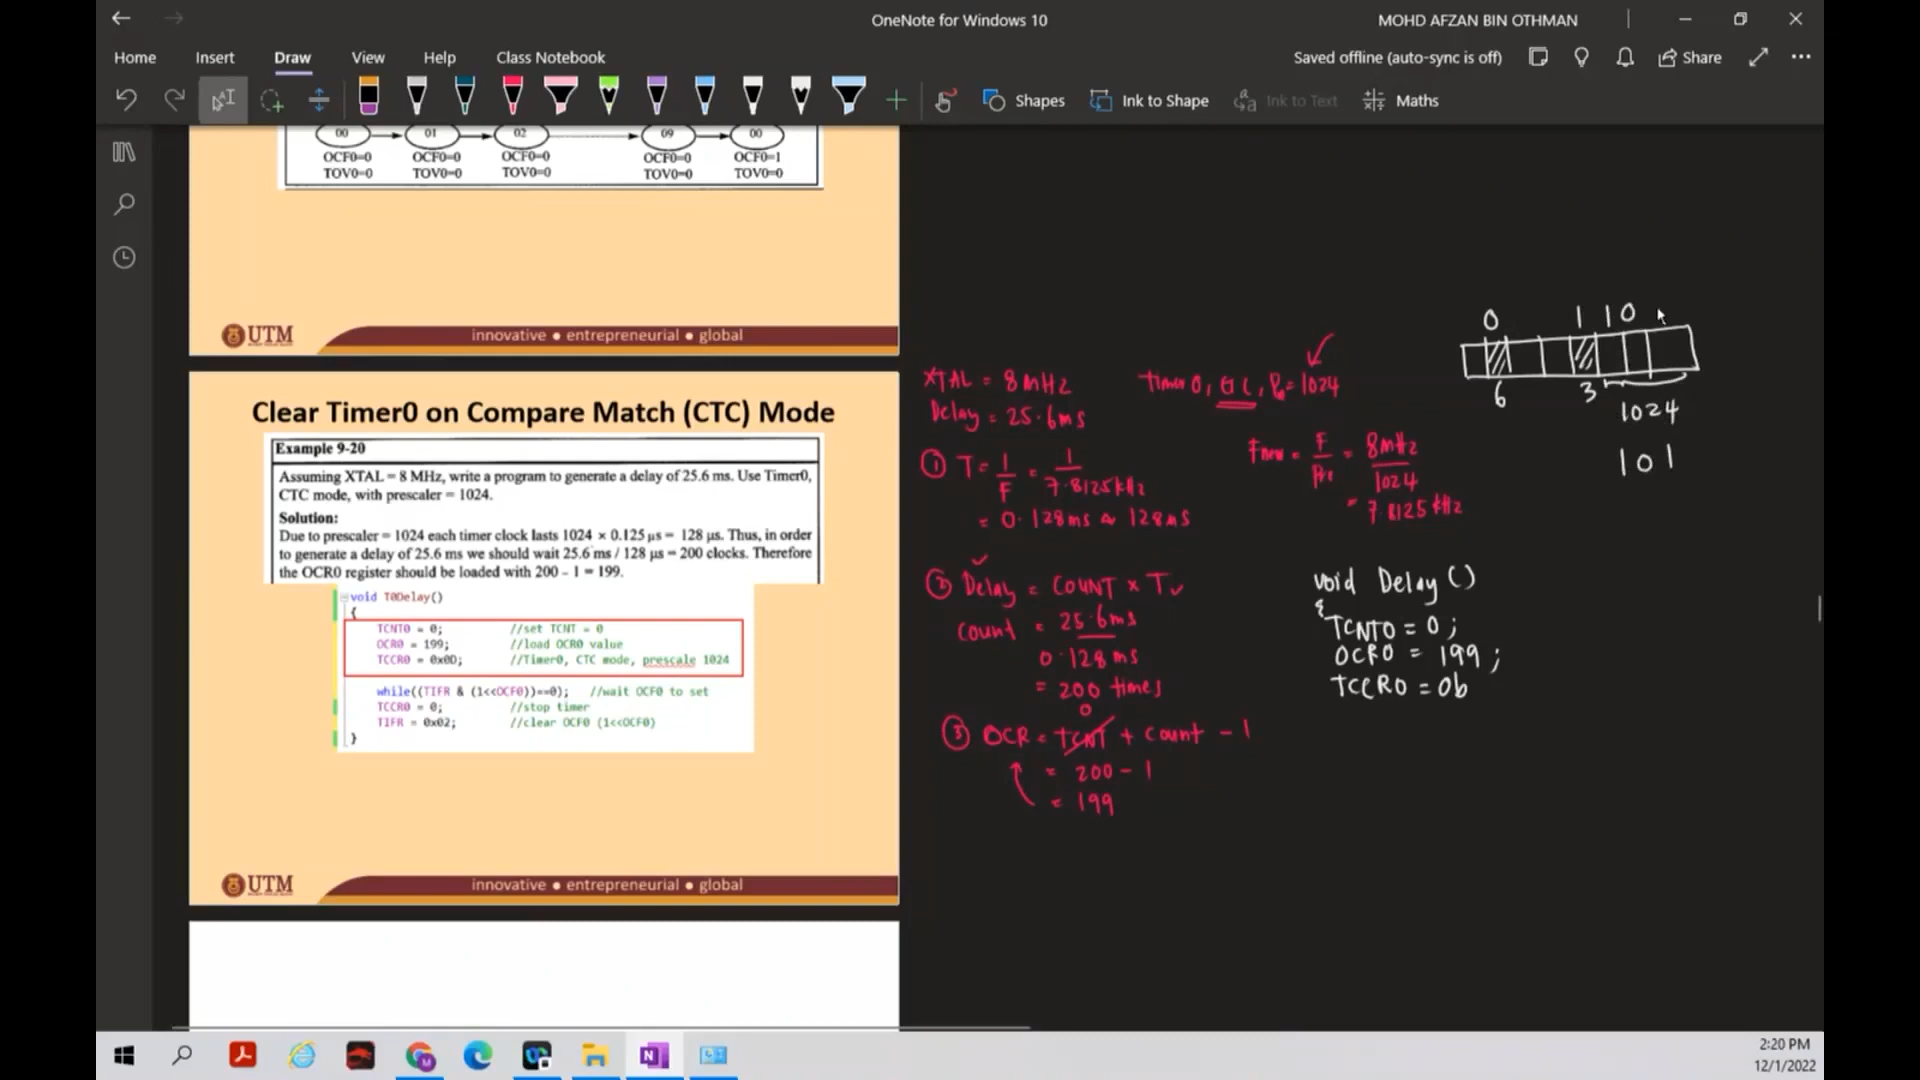 OneNote for Windows 10
MOHD AFZAN BIN OTHMAN
Home Insert Draw View Help Class Notebook
Saved offline (auto-sync is off) Share
Shapes Ink to Shape Ink to Text Maths
00 01 02 09 00
OCF0=0 OCF0=0 OCF0=0 OCF0=0 OCF0=1
TOV0=0 TOV0=0 TOV0=0 TOV0=0 TOV0=0
UTM innovative ● entrepreneurial ● global
Clear Timer0 on Compare Match (CTC) Mode
Example 9-20
Assuming XTAL = 8 MHz, write a program to generate a delay of 25.6 ms. Use Timer0,
CTC mode, with prescaler = 1024.
Solution:
Due to prescaler = 1024 each timer clock lasts 1024 × 0.125 µs = 128 µs. Thus, in order
to generate a delay of 25.6 ms we should wait 25.6 ms / 128 µs = 200 clocks. Therefore
the OCR0 register should be loaded with 200 – 1 = 199.
void T0Delay()
{
TCNT0 = 0; //set TCNT = 0
OCR0 = 199; //load OCR0 value
TCCR0 = 0x0D; //Timer0, CTC mode, prescale 1024
while((TIFR & (1<<OCF0))==0); //wait OCF0 to set
TCCR0 = 0; //stop timer
TIFR = 0x02; //clear OCF0 (1<<OCF0)
}
UTM innovative ● entrepreneurial ● global
XTAL = 8MHz
Delay = 25.6ms
① T = 1/F = 1/7.8125kHz
= 0.128ms
② Delay = COUNT × T
count = 25.6ms
0.128ms
= 200 times
0
③ OCR = TCNT + count - 1
= 200 - 1
= 199
= 1024
Fnew = F/Pre = 8MHz/1024
= 7.8125kHz
0 1 1 0
6 3
1024
1 0 1
void Delay ()
{
TCNT0 = 0;
OCR0 = 199;
TCCR0 = 0b
2:20 PM
12/1/2022